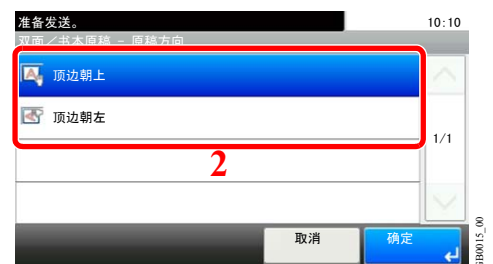 准备发送。 10:10
双面／书本原稿 - 原稿方向
顶边朝上
顶边朝左
1/1
2
取消 确定
GB0015_00